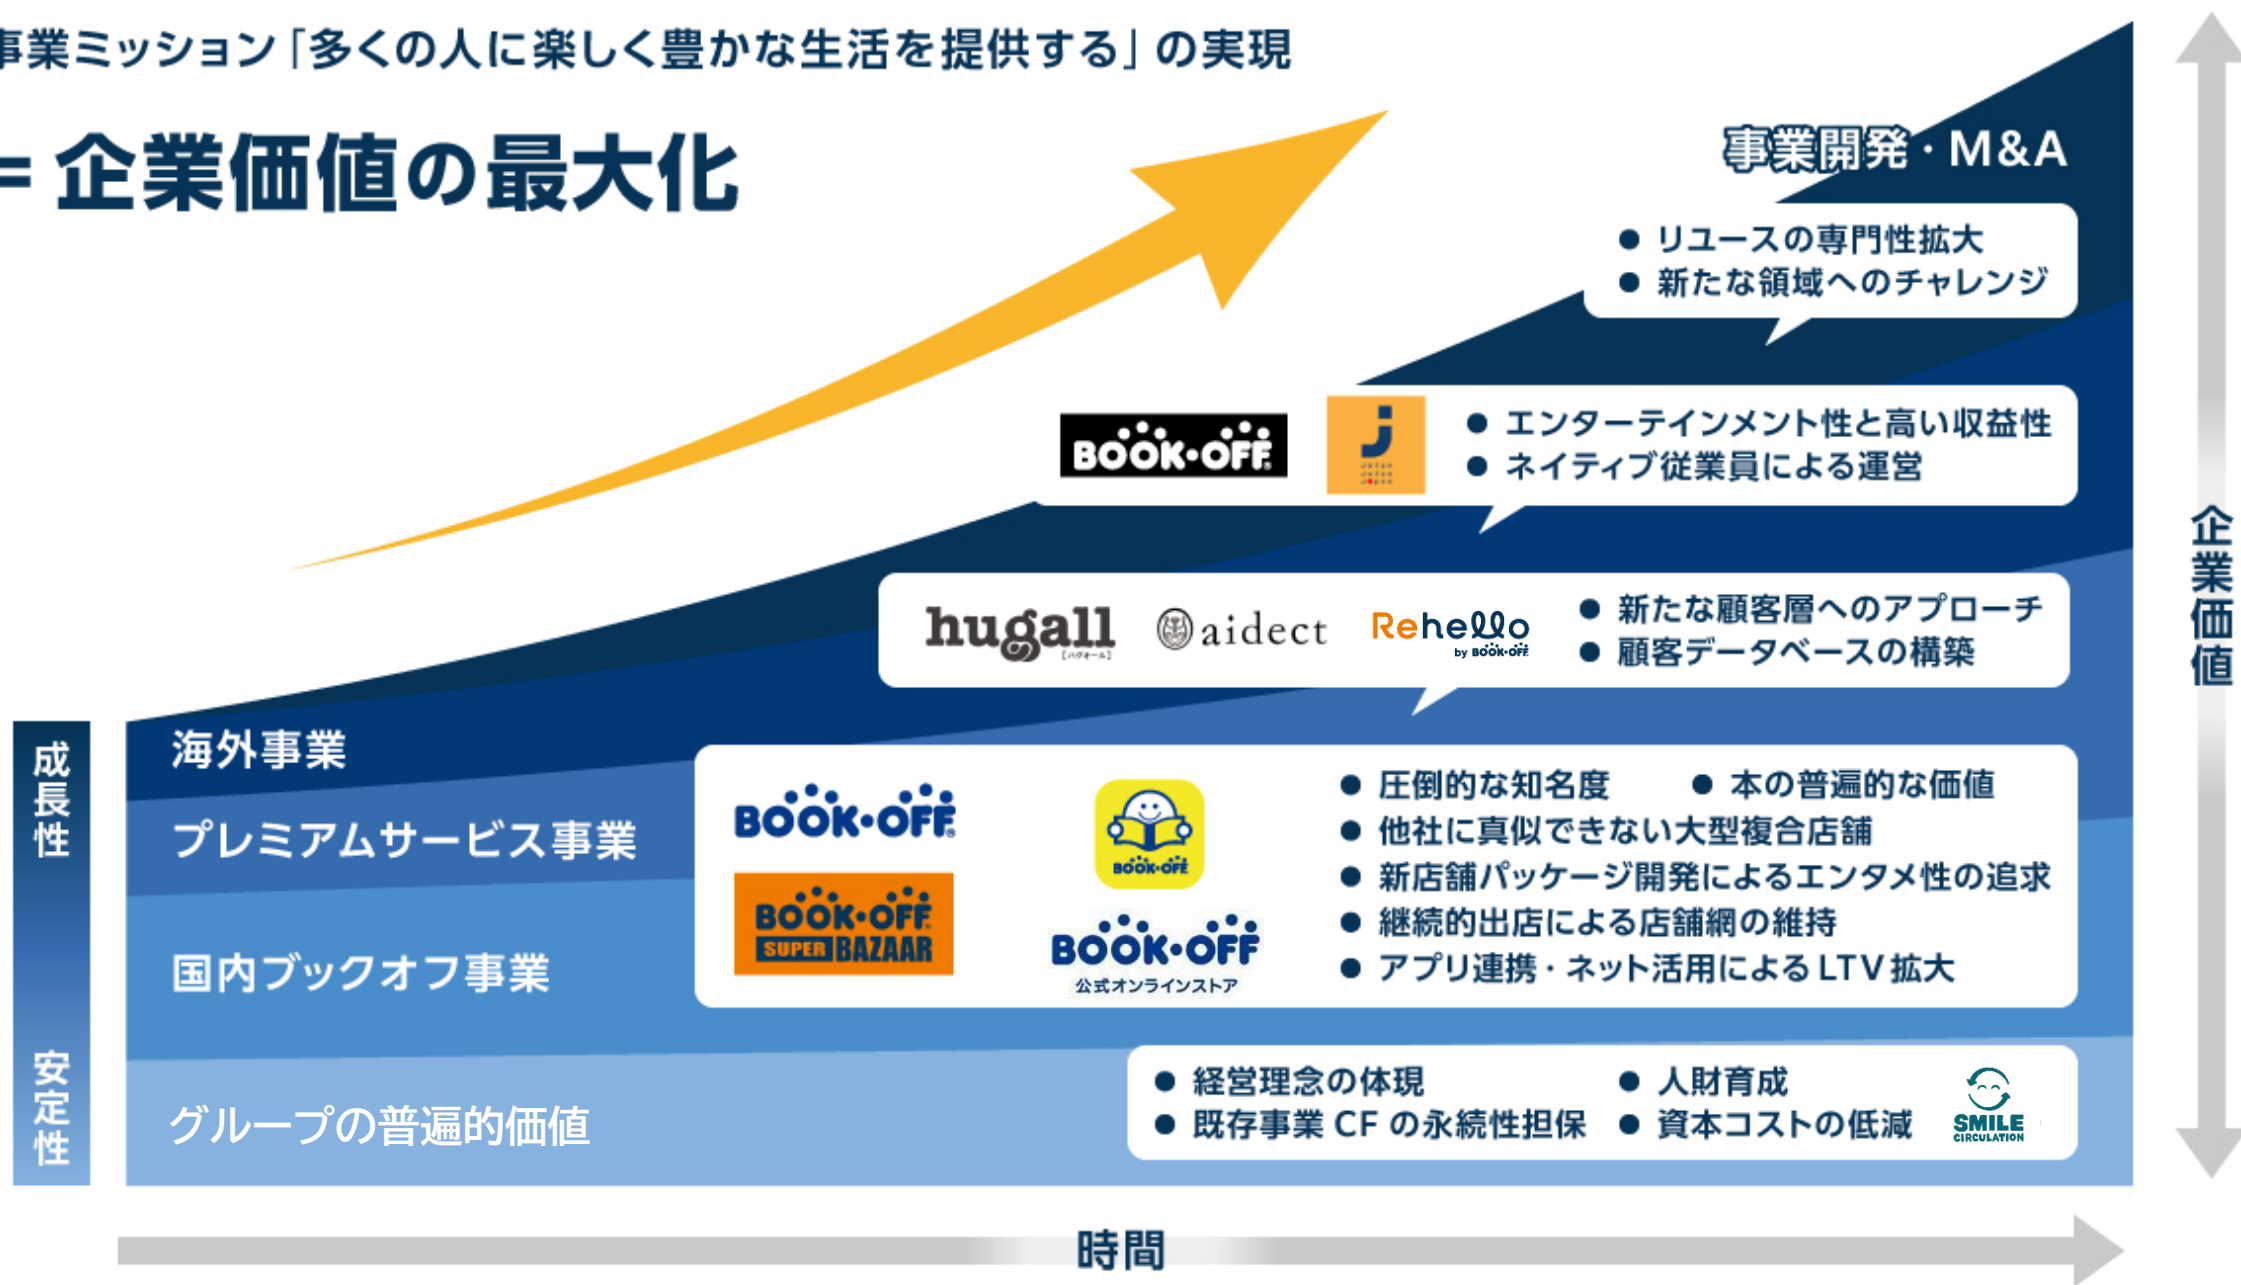 事業ミッション「多くの人に楽しく豊かな生活を提供する」の実現
= 企業価値の最大化
事業開発・M&A
● リユースの専門性拡大
● 新たな領域へのチャレンジ
BOOK・OFF
J
● エンターテインメント性と高い収益性
● ネイティブ従業員による運営
hugall
[ハグオール]
aidect
Rehello
by BOOK・OFF
● 新たな顧客層へのアプローチ
● 顧客データベースの構築
企業価値
成長性
安定性
海外事業
プレミアムサービス事業
国内ブックオフ事業
BOOK・OFF
BOOK・OFF
BOOK・OFF
SUPER BAZAAR
BOOK・OFF
公式オンラインストア
● 圧倒的な知名度 ● 本の普遍的な価値
● 他社に真似できない大型複合店舗
● 新店舗パッケージ開発によるエンタメ性の追求
● 継続的出店による店舗網の維持
● アプリ連携・ネット活用によるLTV拡大
グループの普遍的価値
● 経営理念の体現 ● 人財育成
● 既存事業CFの永続性担保 ● 資本コストの低減
SMILE
CIRCULATION
時間